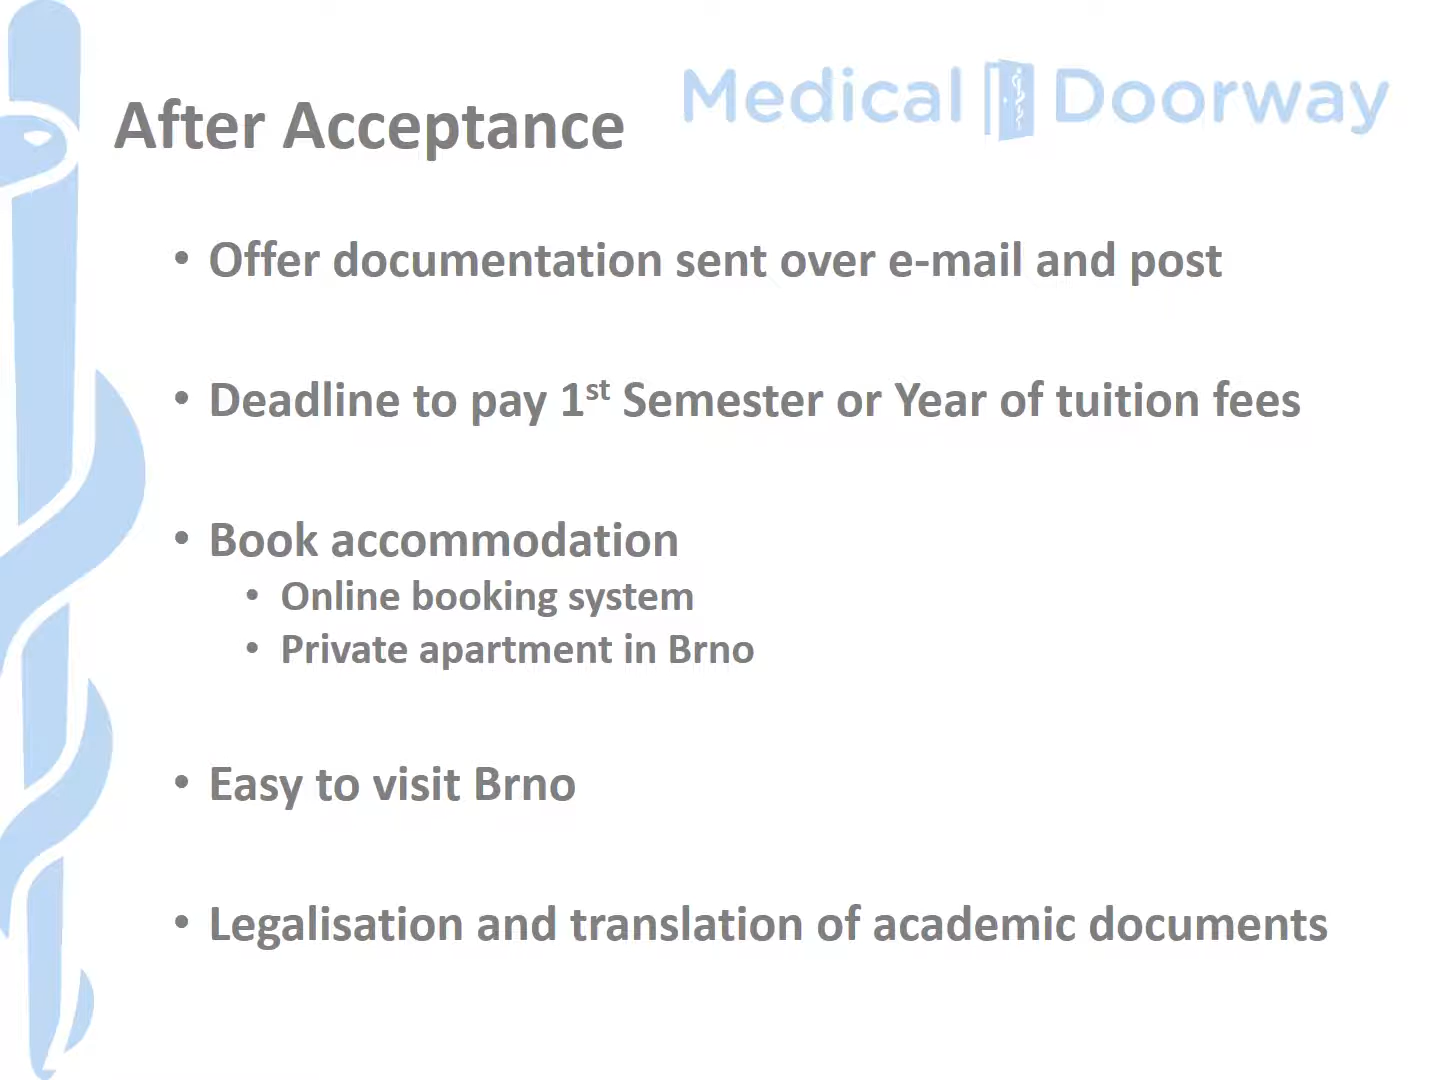 Medical Doorway
After Acceptance
• Offer documentation sent over e-mail and post
• Deadline to pay 1st Semester or Year of tuition fees
• Book accommodation
• Online booking system
• Private apartment in Brno
• Easy to visit Brno
• Legalisation and translation of academic documents